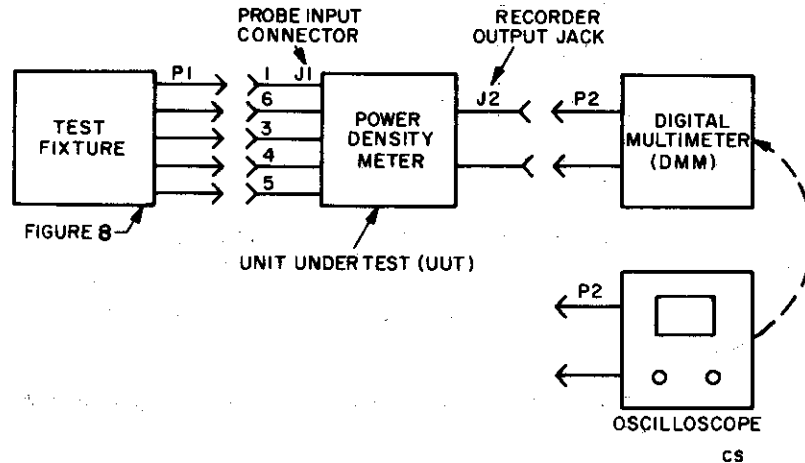 PROBE INPUT
CONNECTOR
RECORDER
OUTPUT JACK
P1
1 J1
6
3
4
5
J2
P2
TEST
FIXTURE
POWER
DENSITY
METER
DIGITAL
MULTIMETER
(DMM)
FIGURE 8
UNIT UNDER TEST (UUT)
P2
OSCILLOSCOPE
CS